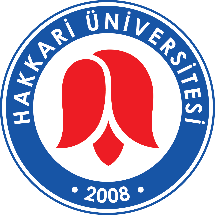 HAKKARİ ÜNİVERSİTESİ
• 2008 •